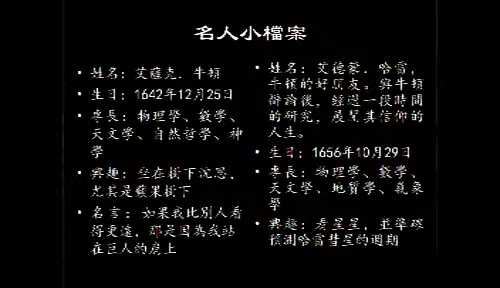 名人小檔案
• 姓名：艾薩克．牛頓
• 生日：1642年12月25日
• 專長：物理學、數學、
天文學、自然哲學、神
學
• 興趣：坐在樹下沉思，
尤其是蘋果樹下
• 名言：如果我比別人看
得更遠，那是因為我站
在巨人的肩上
• 姓名：艾德蒙．哈雷，
牛頓的好朋友。與牛頓
辯論後，經過一段時間
的研究，展開其信仰的
人生。
• 生日：1656年10月29日
• 專長：物理學、數學、
天文學、地質學、氣象
學
• 興趣：看星星，並準確
預測哈雷彗星的週期